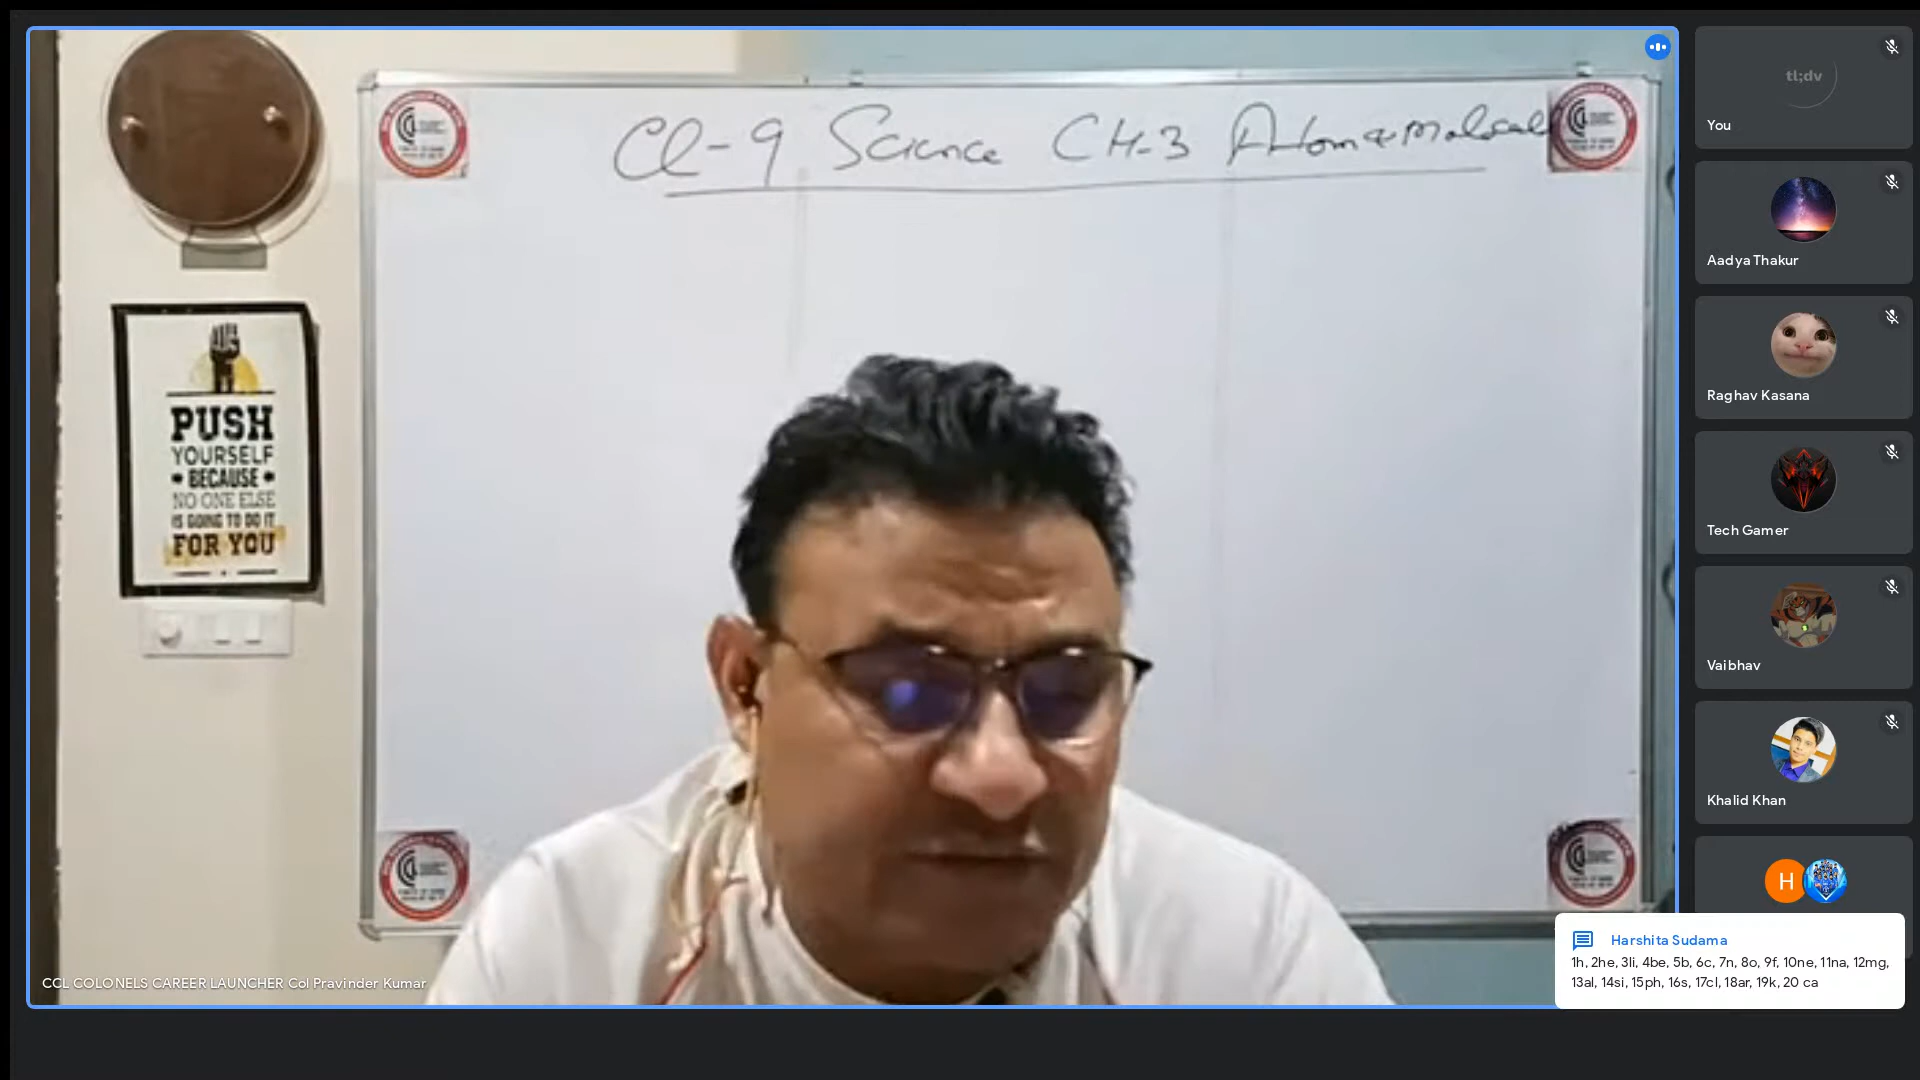 Cl-9 Science CH-3 Atom & Molecule
PUSH
YOURSELF
BECAUSE
NO ONE ELSE
IS GOING TO DO IT
FOR YOU
CCL COLONELS CAREER LAUNCHER Col Pravinder Kumar
tl;dv
You
Aadya Thakur
Raghav Kasana
Tech Gamer
Vaibhav
Khalid Khan
H
Harshita Sudama
1h, 2he, 3li, 4be, 5b, 6c, 7n, 8o, 9f, 10ne, 11na, 12mg,
13al, 14si, 15ph, 16s, 17cl, 18ar, 19k, 20 ca